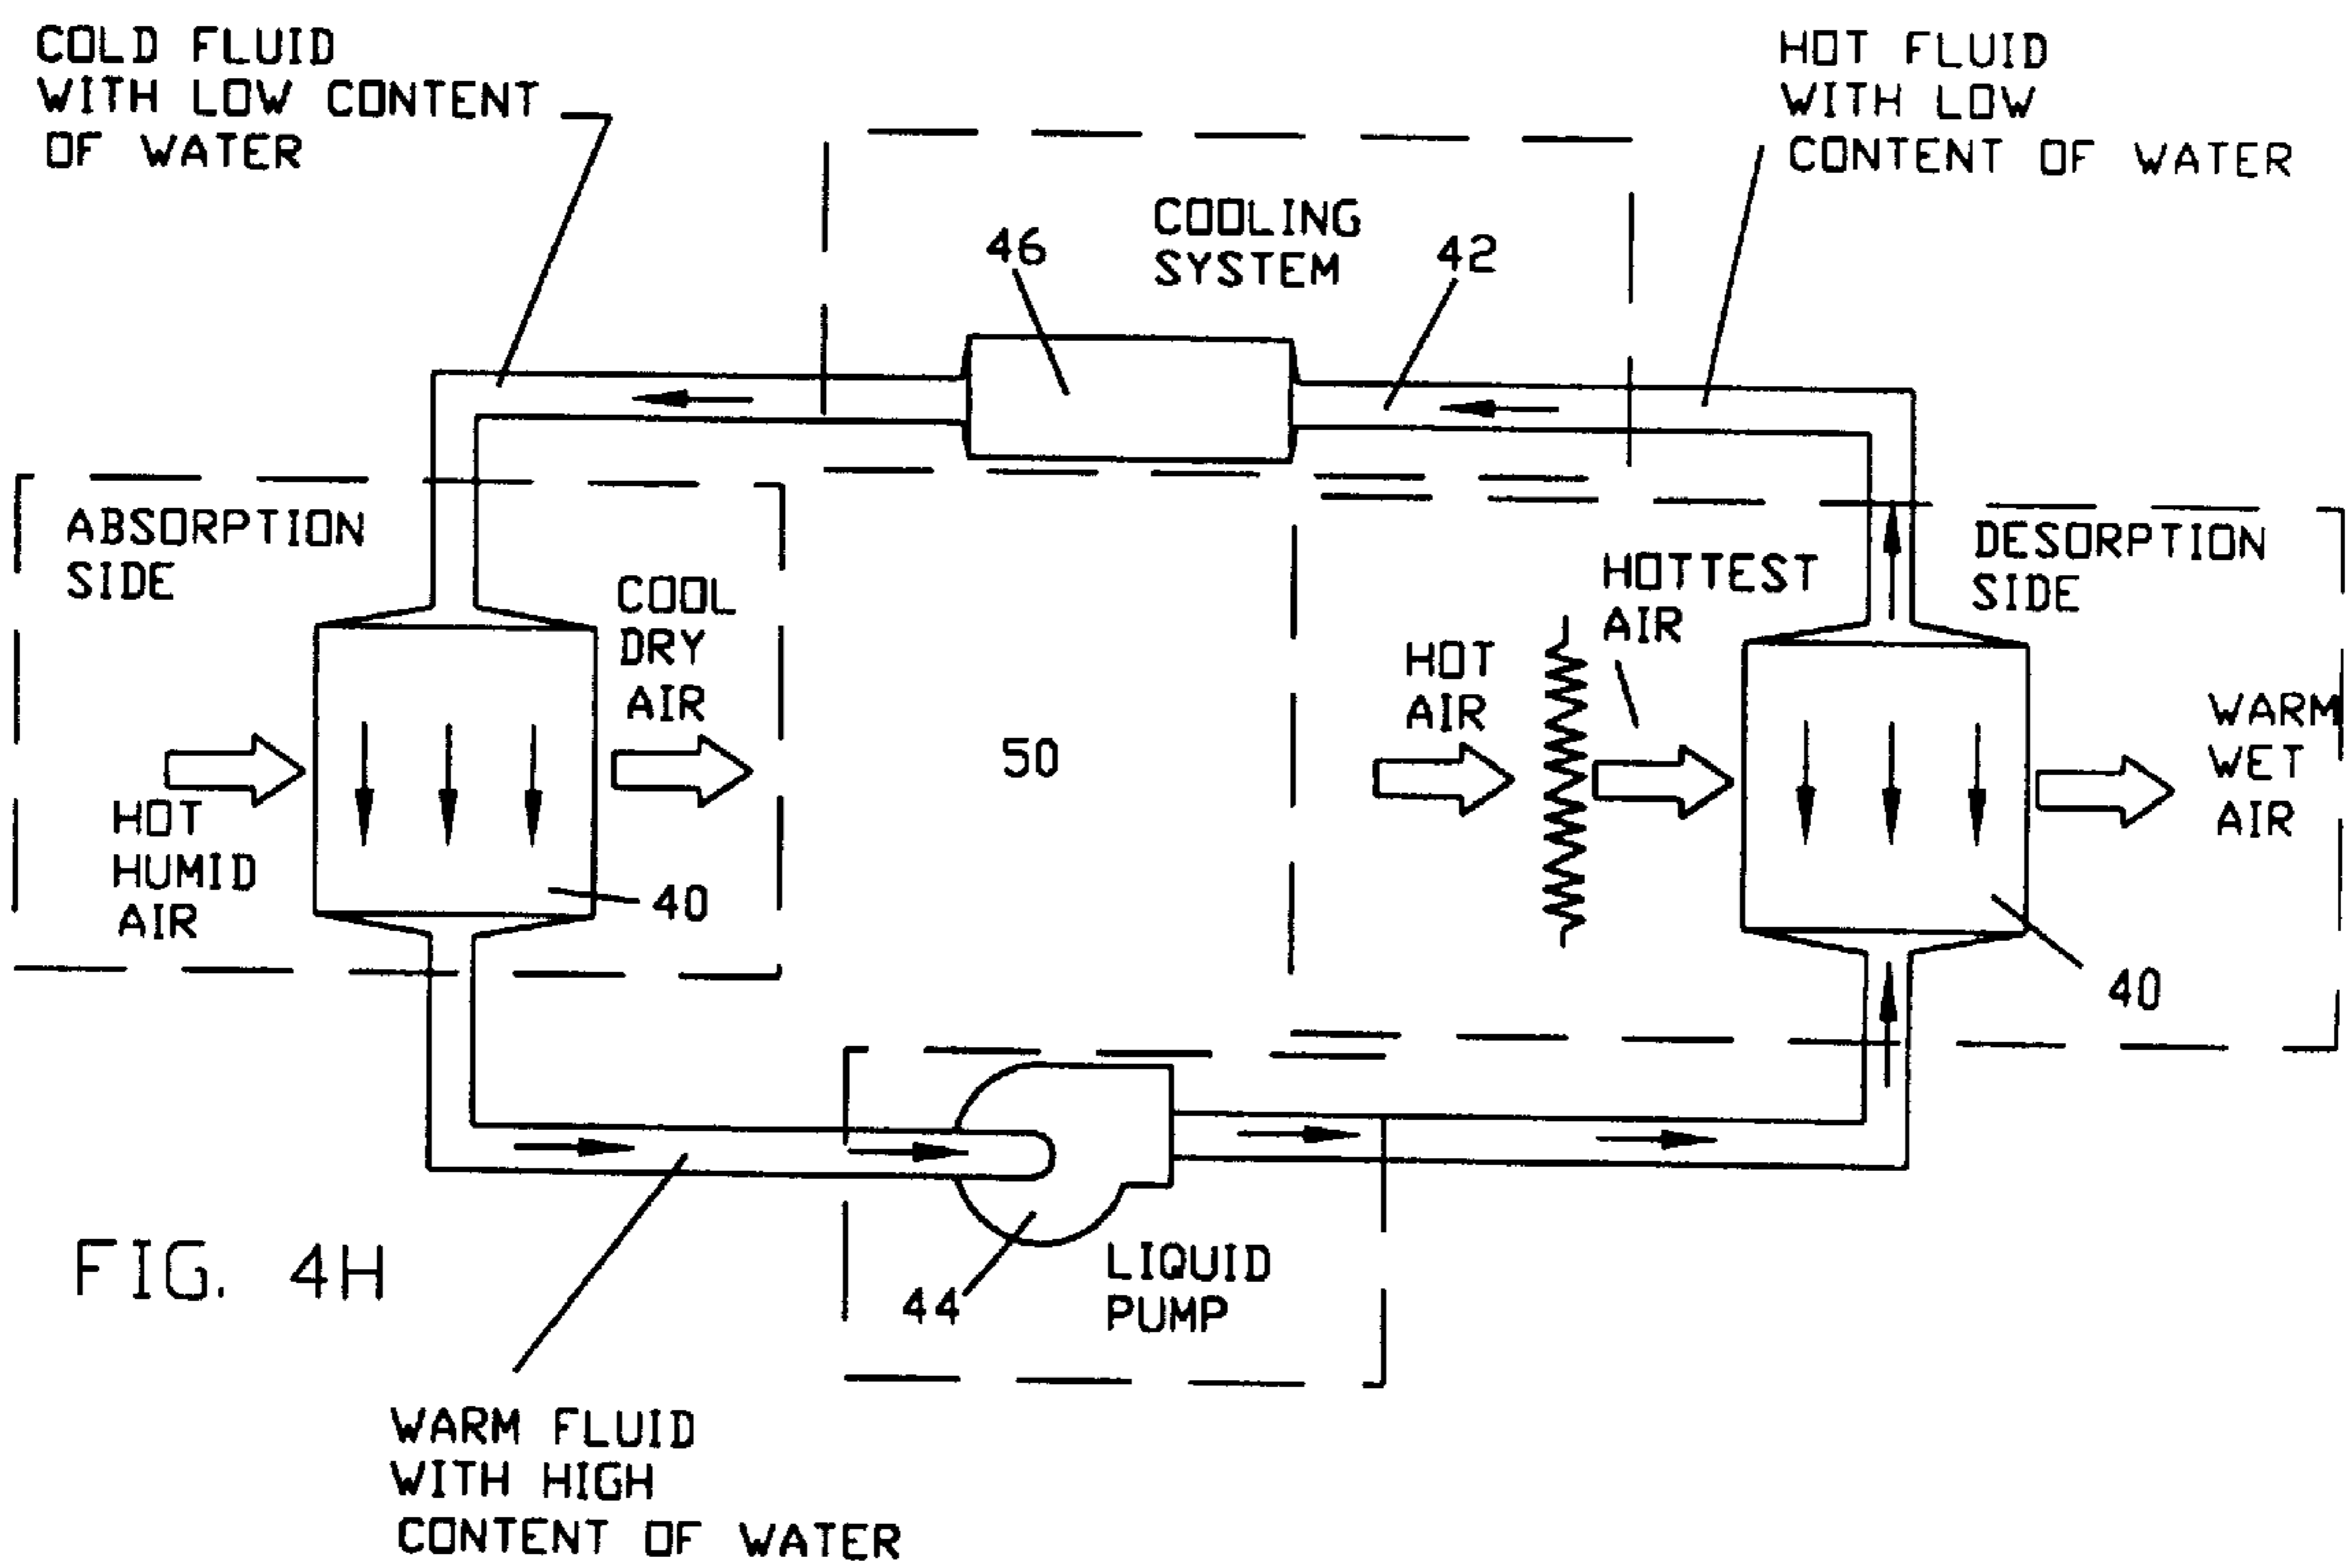 COLD FLUID
WITH LOW CONTENT
OF WATER
HOT FLUID
WITH LOW
CONTENT OF WATER
COOLING
SYSTEM
46
42
ABSORPTION
SIDE
COOL
DRY
AIR
HOT
HUMID
AIR
40
50
HOT
AIR
HOTTEST
AIR
DESORPTION
SIDE
WARM
WET
AIR
40
FIG. 4H
44
LIQUID
PUMP
WARM FLUID
WITH HIGH
CONTENT OF WATER